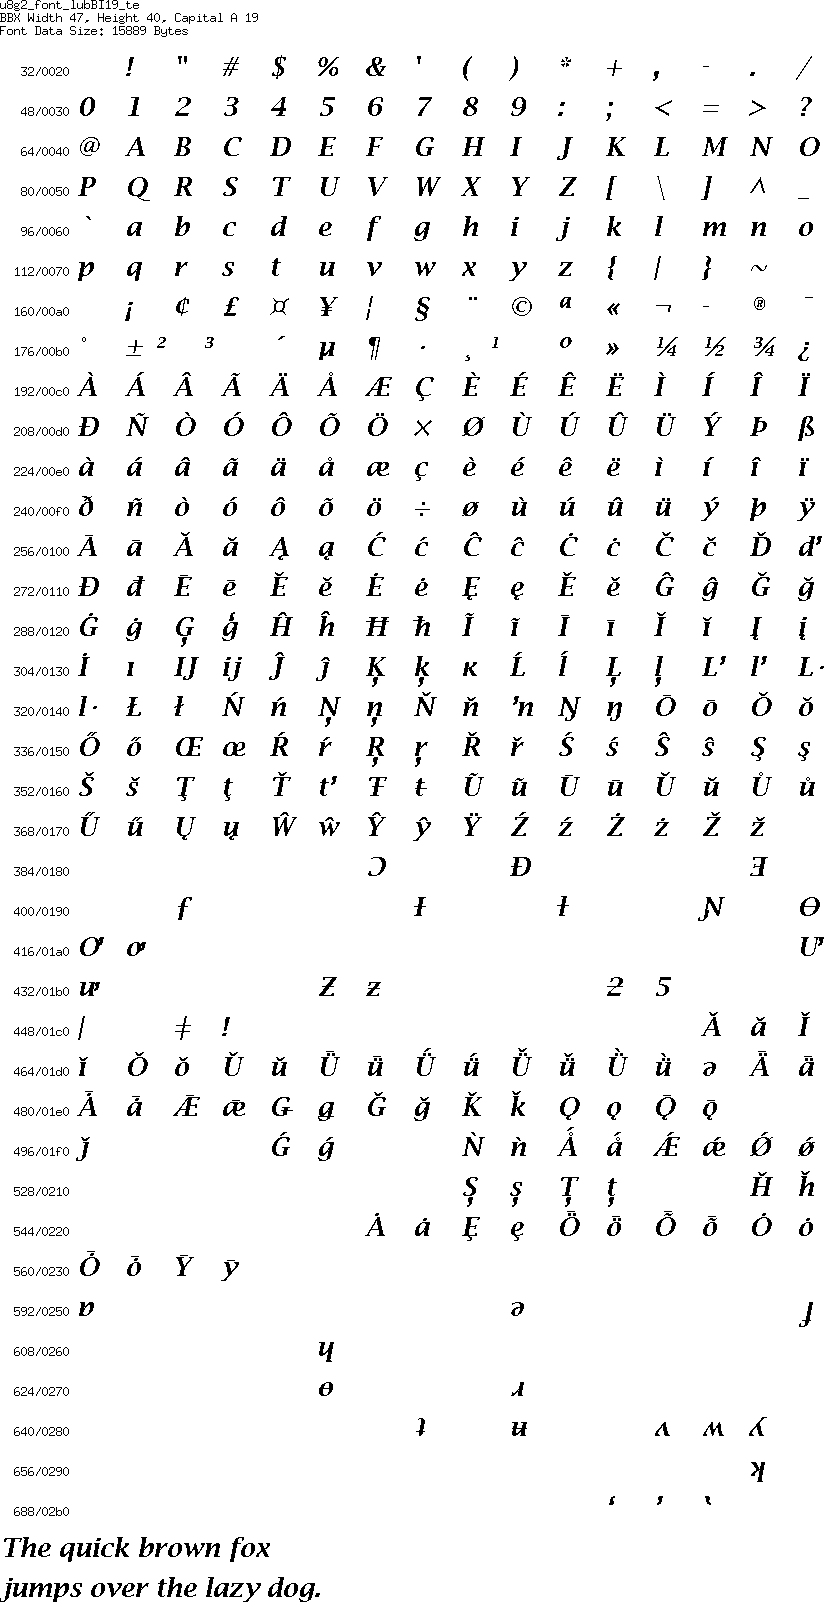 u8g2_font_lubBI19_te
BBX Width 47, Height 40, Capital A 19
Font Data Size: 15889 Bytes
32/0020 ! " # $ % & ' ( ) * + , - . /
48/0030 0 1 2 3 4 5 6 7 8 9 : ; < = > ?
64/0040 @ A B C D E F G H I J K L M N O
80/0050 P Q R S T U V W X Y Z [ \ ] ^ _
96/0060 ` a b c d e f g h i j k l m n o
112/0070 p q r s t u v w x y z { | } ~
160/00a0 ¡ ¢ £ ¤ ¥ ¦ § ¨ © ª « ¬ - ® ¯
176/00b0 ° ± ² ³ ´ µ ¶ · ¸ ¹ º » ¼ ½ ¾ ¿
192/00c0 À Á Â Ã Ä Å Æ Ç È É Ê Ë Ì Í Î Ï
208/00d0 Ð Ñ Ò Ó Ô Õ Ö × Ø Ù Ú Û Ü Ý Þ ß
224/00e0 à á â ã ä å æ ç è é ê ë ì í î ï
240/00f0 ð ñ ò ó ô õ ö ÷ ø ù ú û ü ý þ ÿ
256/0100 Ā ā Ă ă Ą ą Ć ć Ĉ ĉ Ċ ċ Č č Ď ď
272/0110 Đ đ Ē ē Ĕ ĕ Ė ė Ę ę Ě ě Ĝ ĝ Ğ ğ
288/0120 Ġ ġ Ģ ģ Ĥ ĥ Ħ ħ Ĩ ĩ Ī ī Ĭ ĭ Į į
304/0130 İ ı Ĳ ĳ Ĵ ĵ Ķ ķ ĸ Ĺ ĺ Ļ ļ Ľ ľ Ŀ
320/0140 ŀ Ł ł Ń ń Ņ ņ Ň ň ŉ Ŋ ŋ Ō ō Ŏ ŏ
336/0150 Ő ő Œ œ Ŕ ŕ Ŗ ŗ Ř ř Ś ś Ŝ ŝ Ş ş
352/0160 Š š Ţ ţ Ť ť Ŧ ŧ Ũ ũ Ū ū Ŭ ŭ Ů ů
368/0170 Ű ű Ų ų Ŵ ŵ Ŷ ŷ Ÿ Ź ź Ż ż Ž ž
384/0180 Ɔ Ɖ Ǝ
400/0190 ƒ Ɨ ƚ Ɲ Ɵ
416/01a0 Ơ ơ Ư
432/01b0 ư Ƶ ƶ ƻ Ƽ
448/01c0 ǀ ǂ ǃ Ǎ ǎ Ǐ
464/01d0 ǐ Ǒ ǒ Ǔ ǔ Ǖ ǖ Ǘ ǘ Ǚ ǚ Ǜ ǜ ǝ Ǟ ǟ
480/01e0 Ǡ ǡ Ǣ ǣ Ǥ ǥ Ǧ ǧ Ǩ ǩ Ǫ ǫ Ǭ ǭ
496/01f0 ǰ Ǵ ǵ Ǹ ǹ Ǻ ǻ Ǽ ǽ Ǿ ǿ
528/0210 Ș ș Ț ț Ȟ ȟ
544/0220 Ȧ ȧ Ȩ ȩ Ȫ ȫ Ȭ ȭ Ȯ ȯ
560/0230 Ȱ ȱ Ȳ ȳ
592/0250 ɐ ə ɟ
608/0260 ɥ
624/0270 ɵ ɹ
640/0280 ʇ ʌ ʍ ʎ
656/0290 ʞ
688/02b0 ʻ ʼ ʽ
The quick brown fox
jumps over the lazy dog.